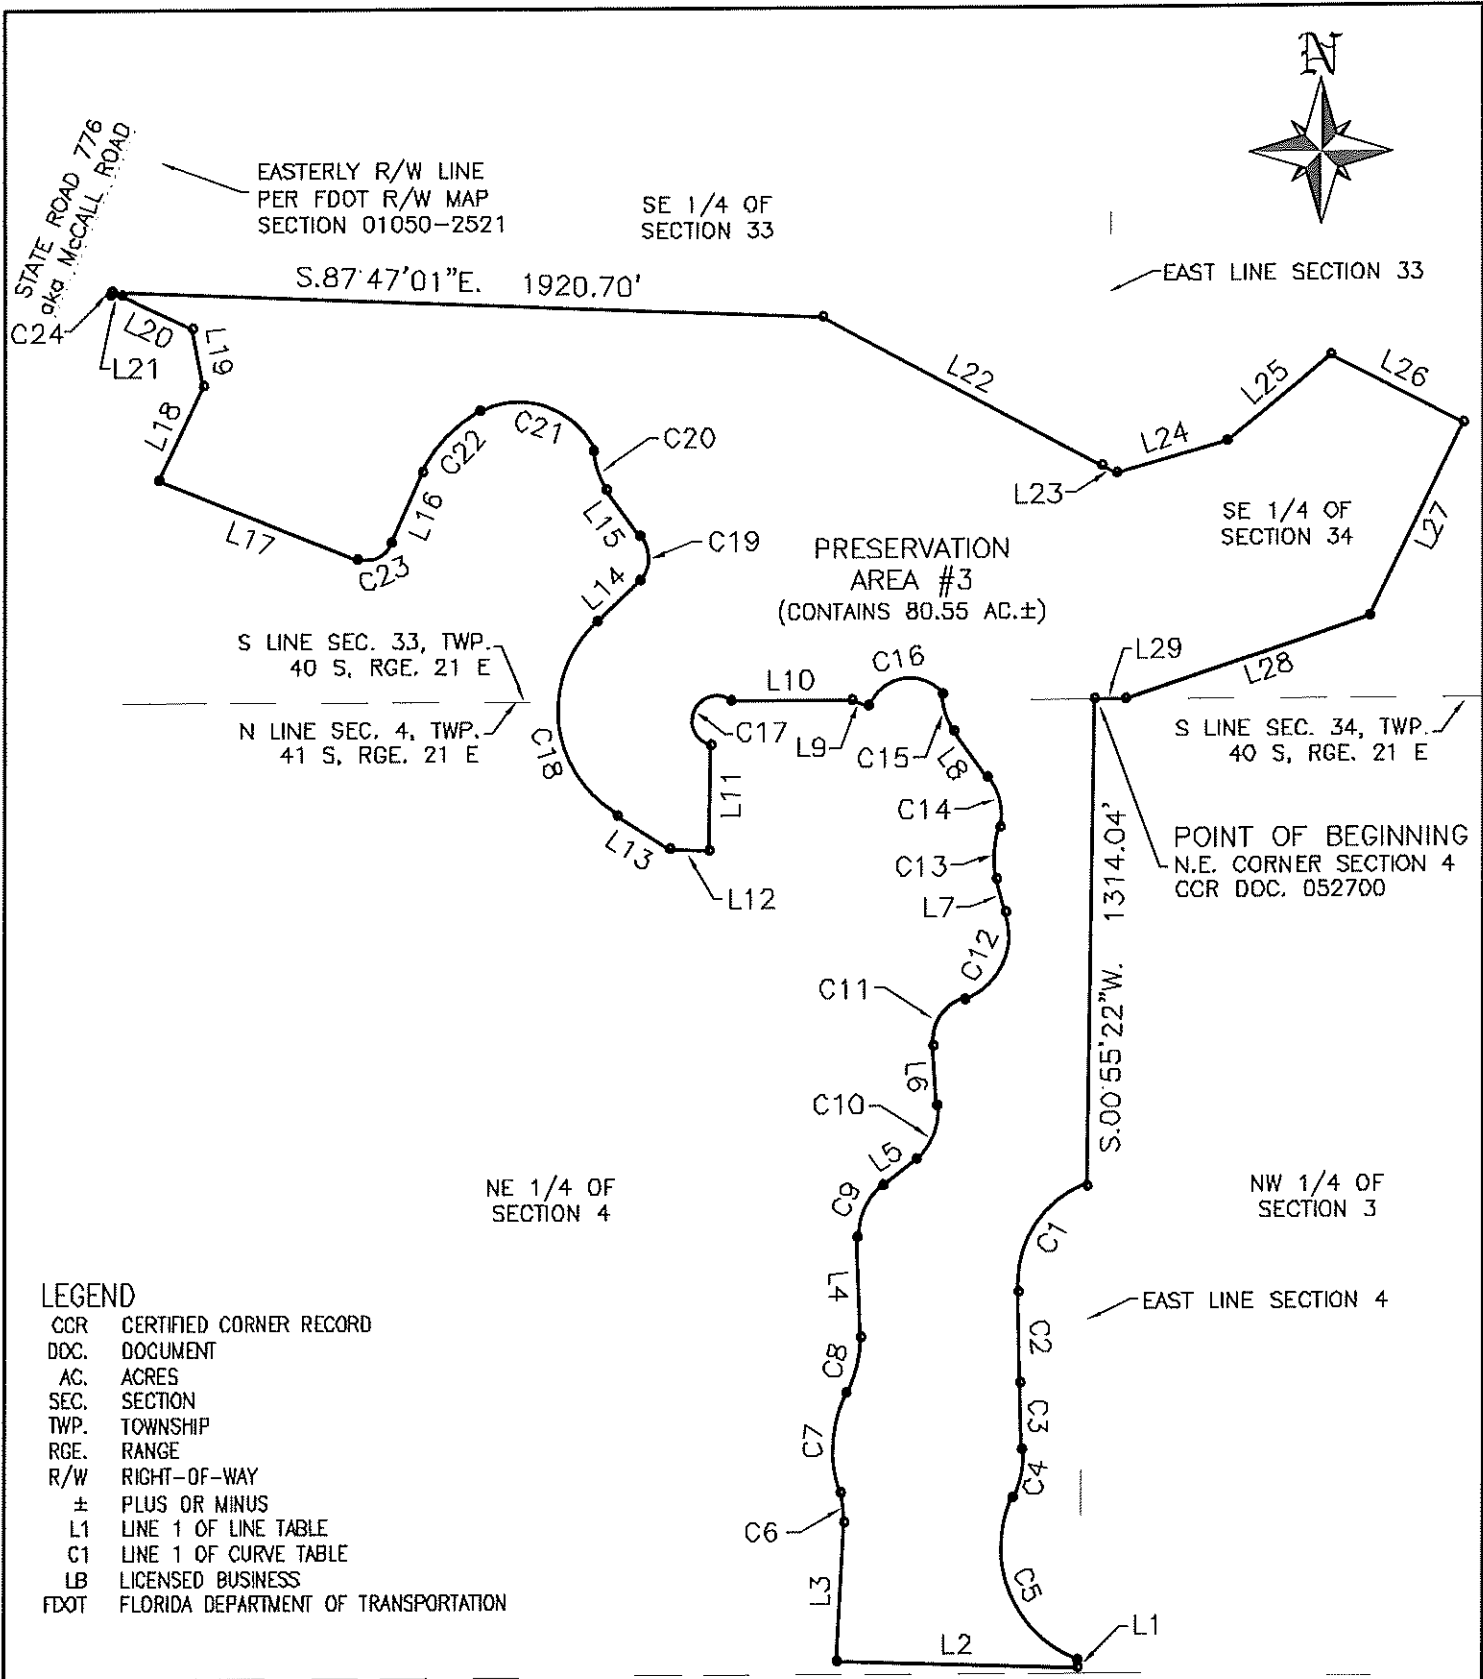 N
STATE ROAD 776
aka McCALL ROAD
EASTERLY R/W LINE
PER FDOT R/W MAP
SECTION 01050-2521
SE 1/4 OF
SECTION 33
EAST LINE SECTION 33
S.87°47'01"E. 1920.70'
C24
L21
L20
L19
L18
L17
C23
L16
C22
C21
C20
L15
C19
L14
L22
L23
L24
L25
L26
L27
SE 1/4 OF
SECTION 34
PRESERVATION
AREA #3
(CONTAINS 80.55 AC.±)
S LINE SEC. 33, TWP.
40 S, RGE. 21 E
N LINE SEC. 4, TWP.
41 S, RGE. 21 E
C18
L13
L12
L11
C17
L10
L9
C16
C15
L8
C14
C13
L7
C12
C11
L6
C10
L5
C9
L4
C8
C7
C6
L3
L2
L1
L29
L28
S LINE SEC. 34, TWP.
40 S, RGE. 21 E
POINT OF BEGINNING
N.E. CORNER SECTION 4
CCR DOC. 052700
S.00°55'22"W. 1314.04'
NE 1/4 OF
SECTION 4
NW 1/4 OF
SECTION 3
C1
EAST LINE SECTION 4
C2
C3
C4
C5
LEGEND
CCR CERTIFIED CORNER RECORD
DOC. DOCUMENT
AC. ACRES
SEC. SECTION
TWP. TOWNSHIP
RGE. RANGE
R/W RIGHT-OF-WAY
± PLUS OR MINUS
L1 LINE 1 OF LINE TABLE
C1 LINE 1 OF CURVE TABLE
LB LICENSED BUSINESS
FDOT FLORIDA DEPARTMENT OF TRANSPORTATION